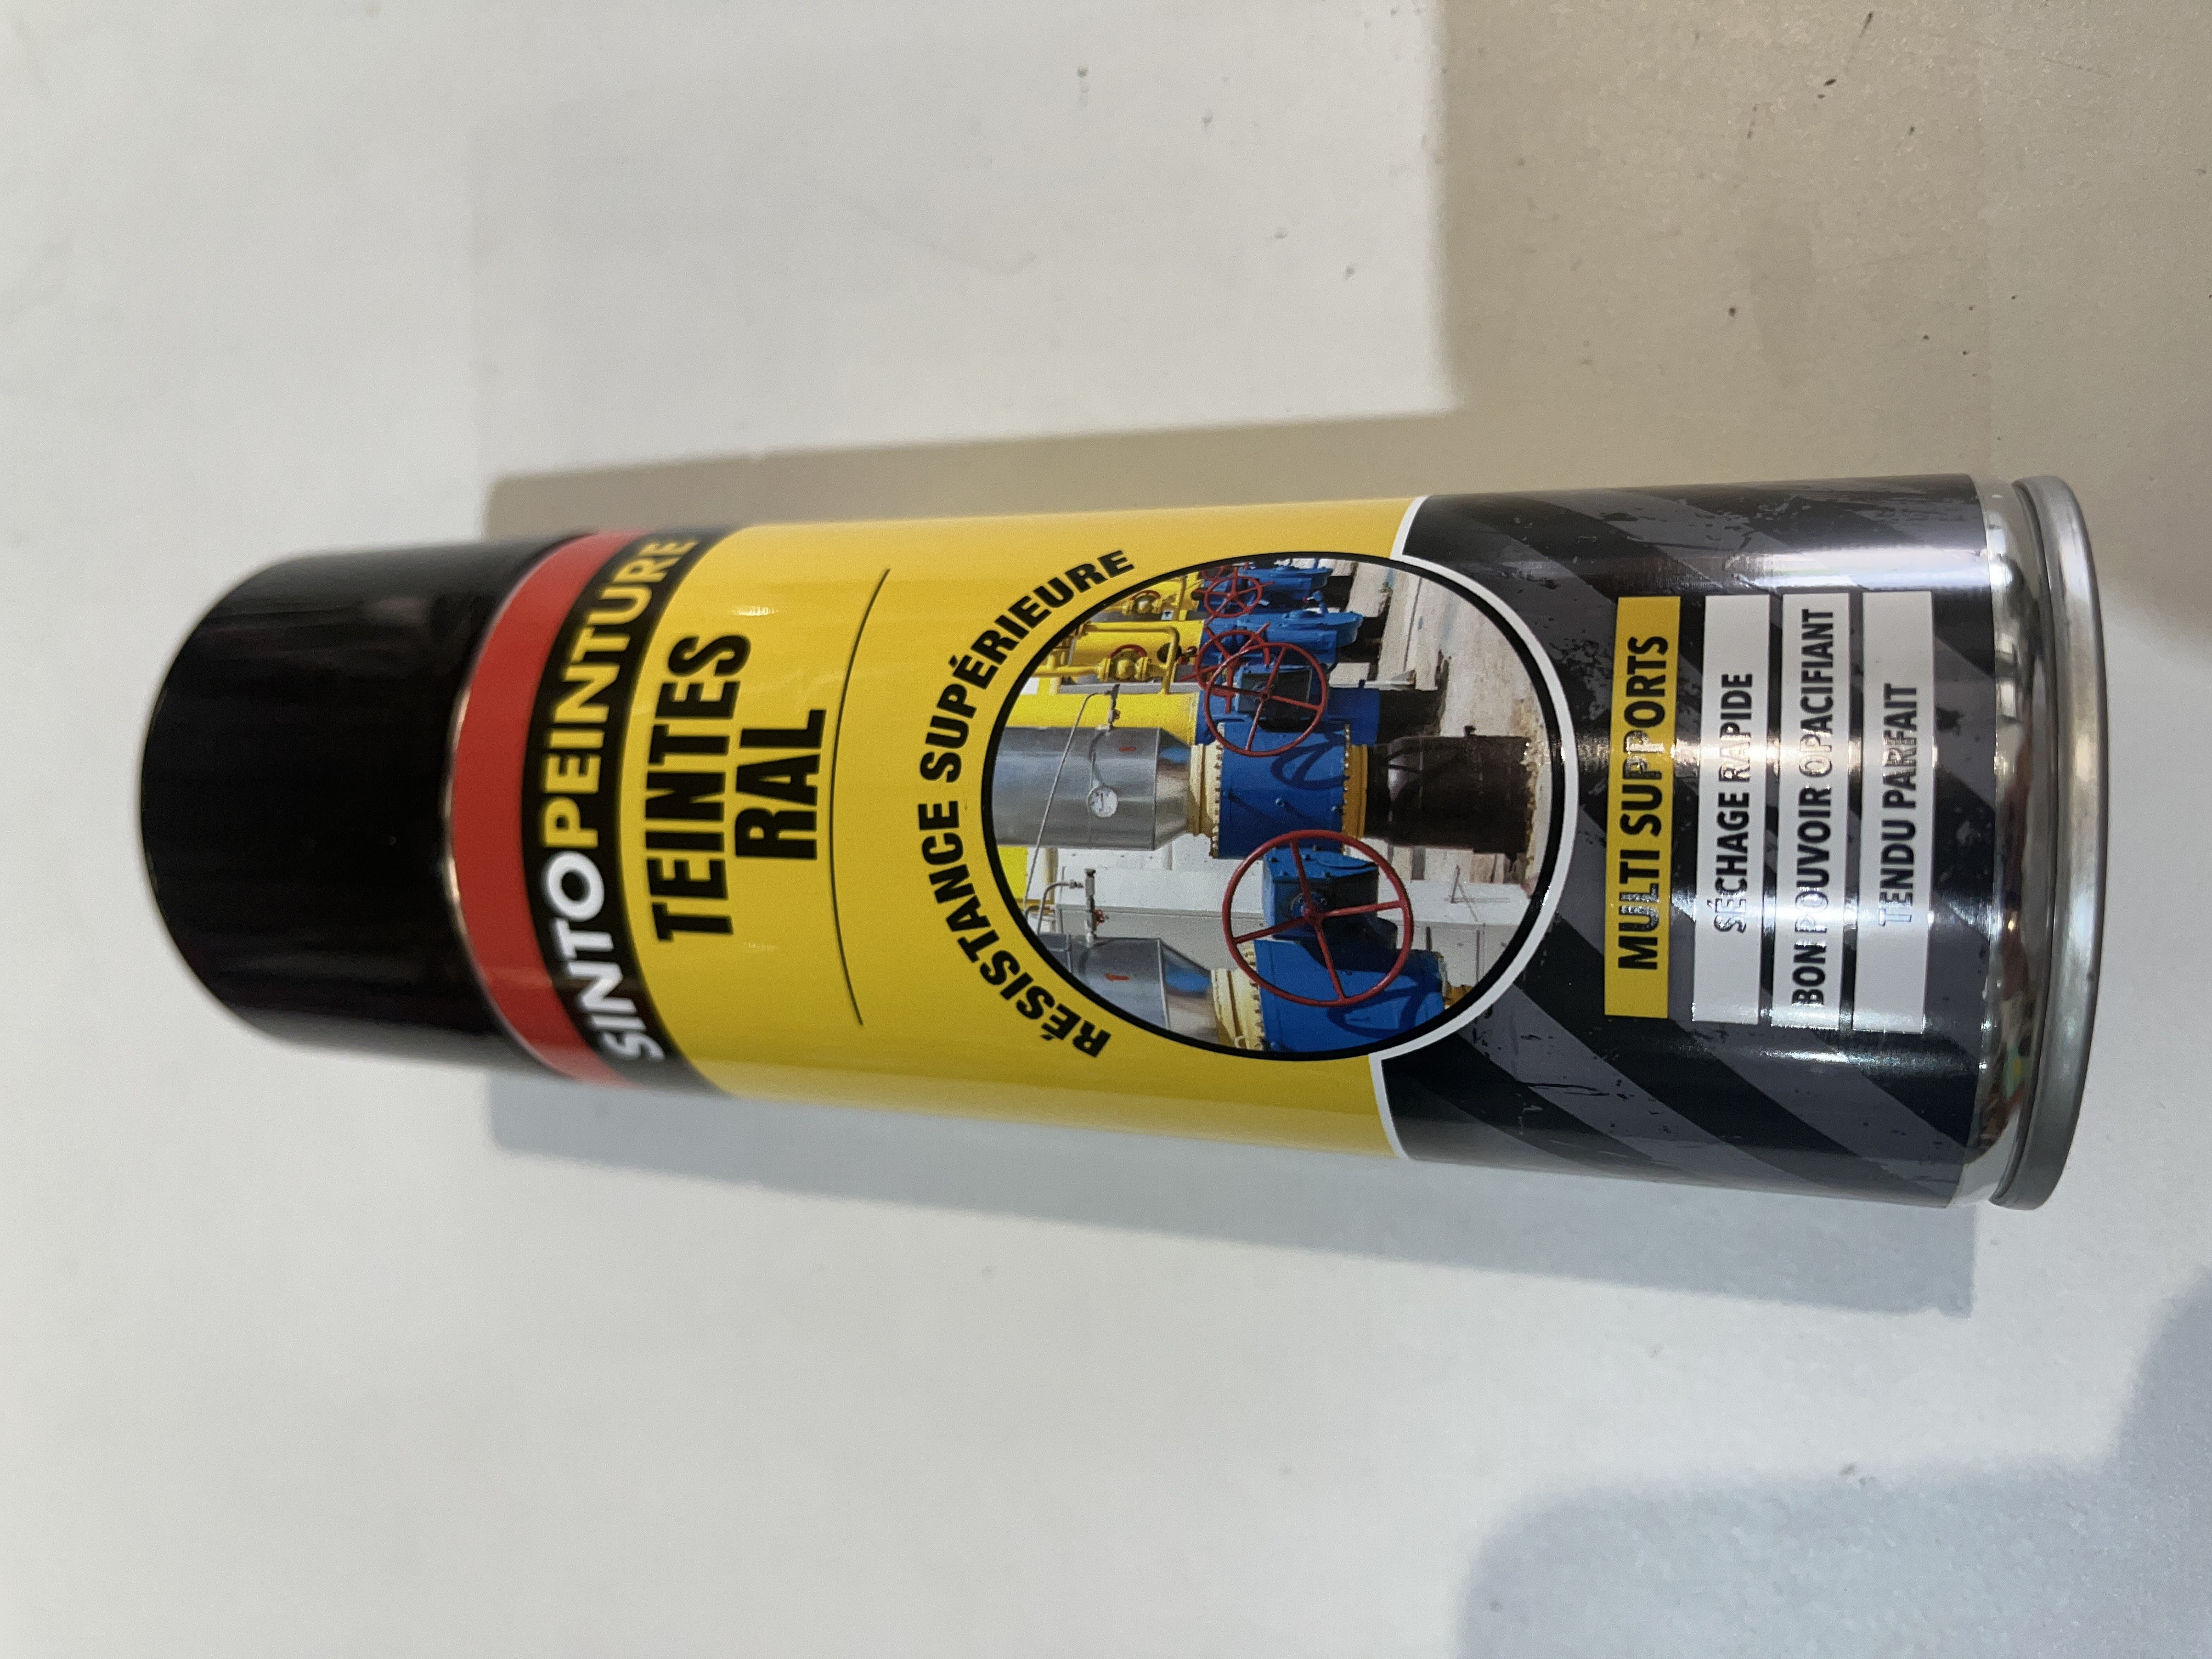 SINTOPEINTURE
TEINTES
RAL
RÉSISTANCE SUPÉRIEURE
MULTI SUPPORTS
SÉCHAGE RAPIDE
BON POUVOIR OPACIFIANT
TENDU PARFAIT